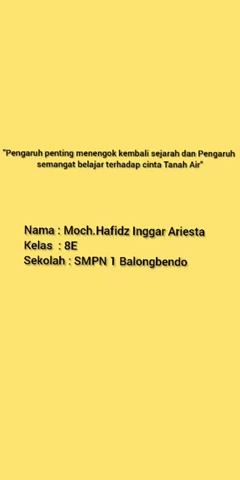 "Pengaruh penting menengok kembali sejarah dan Pengaruh
semangat belajar terhadap cinta Tanah Air"
Nama : Moch.Hafidz Inggar Ariesta
Kelas : 8E
Sekolah : SMPN 1 Balongbendo